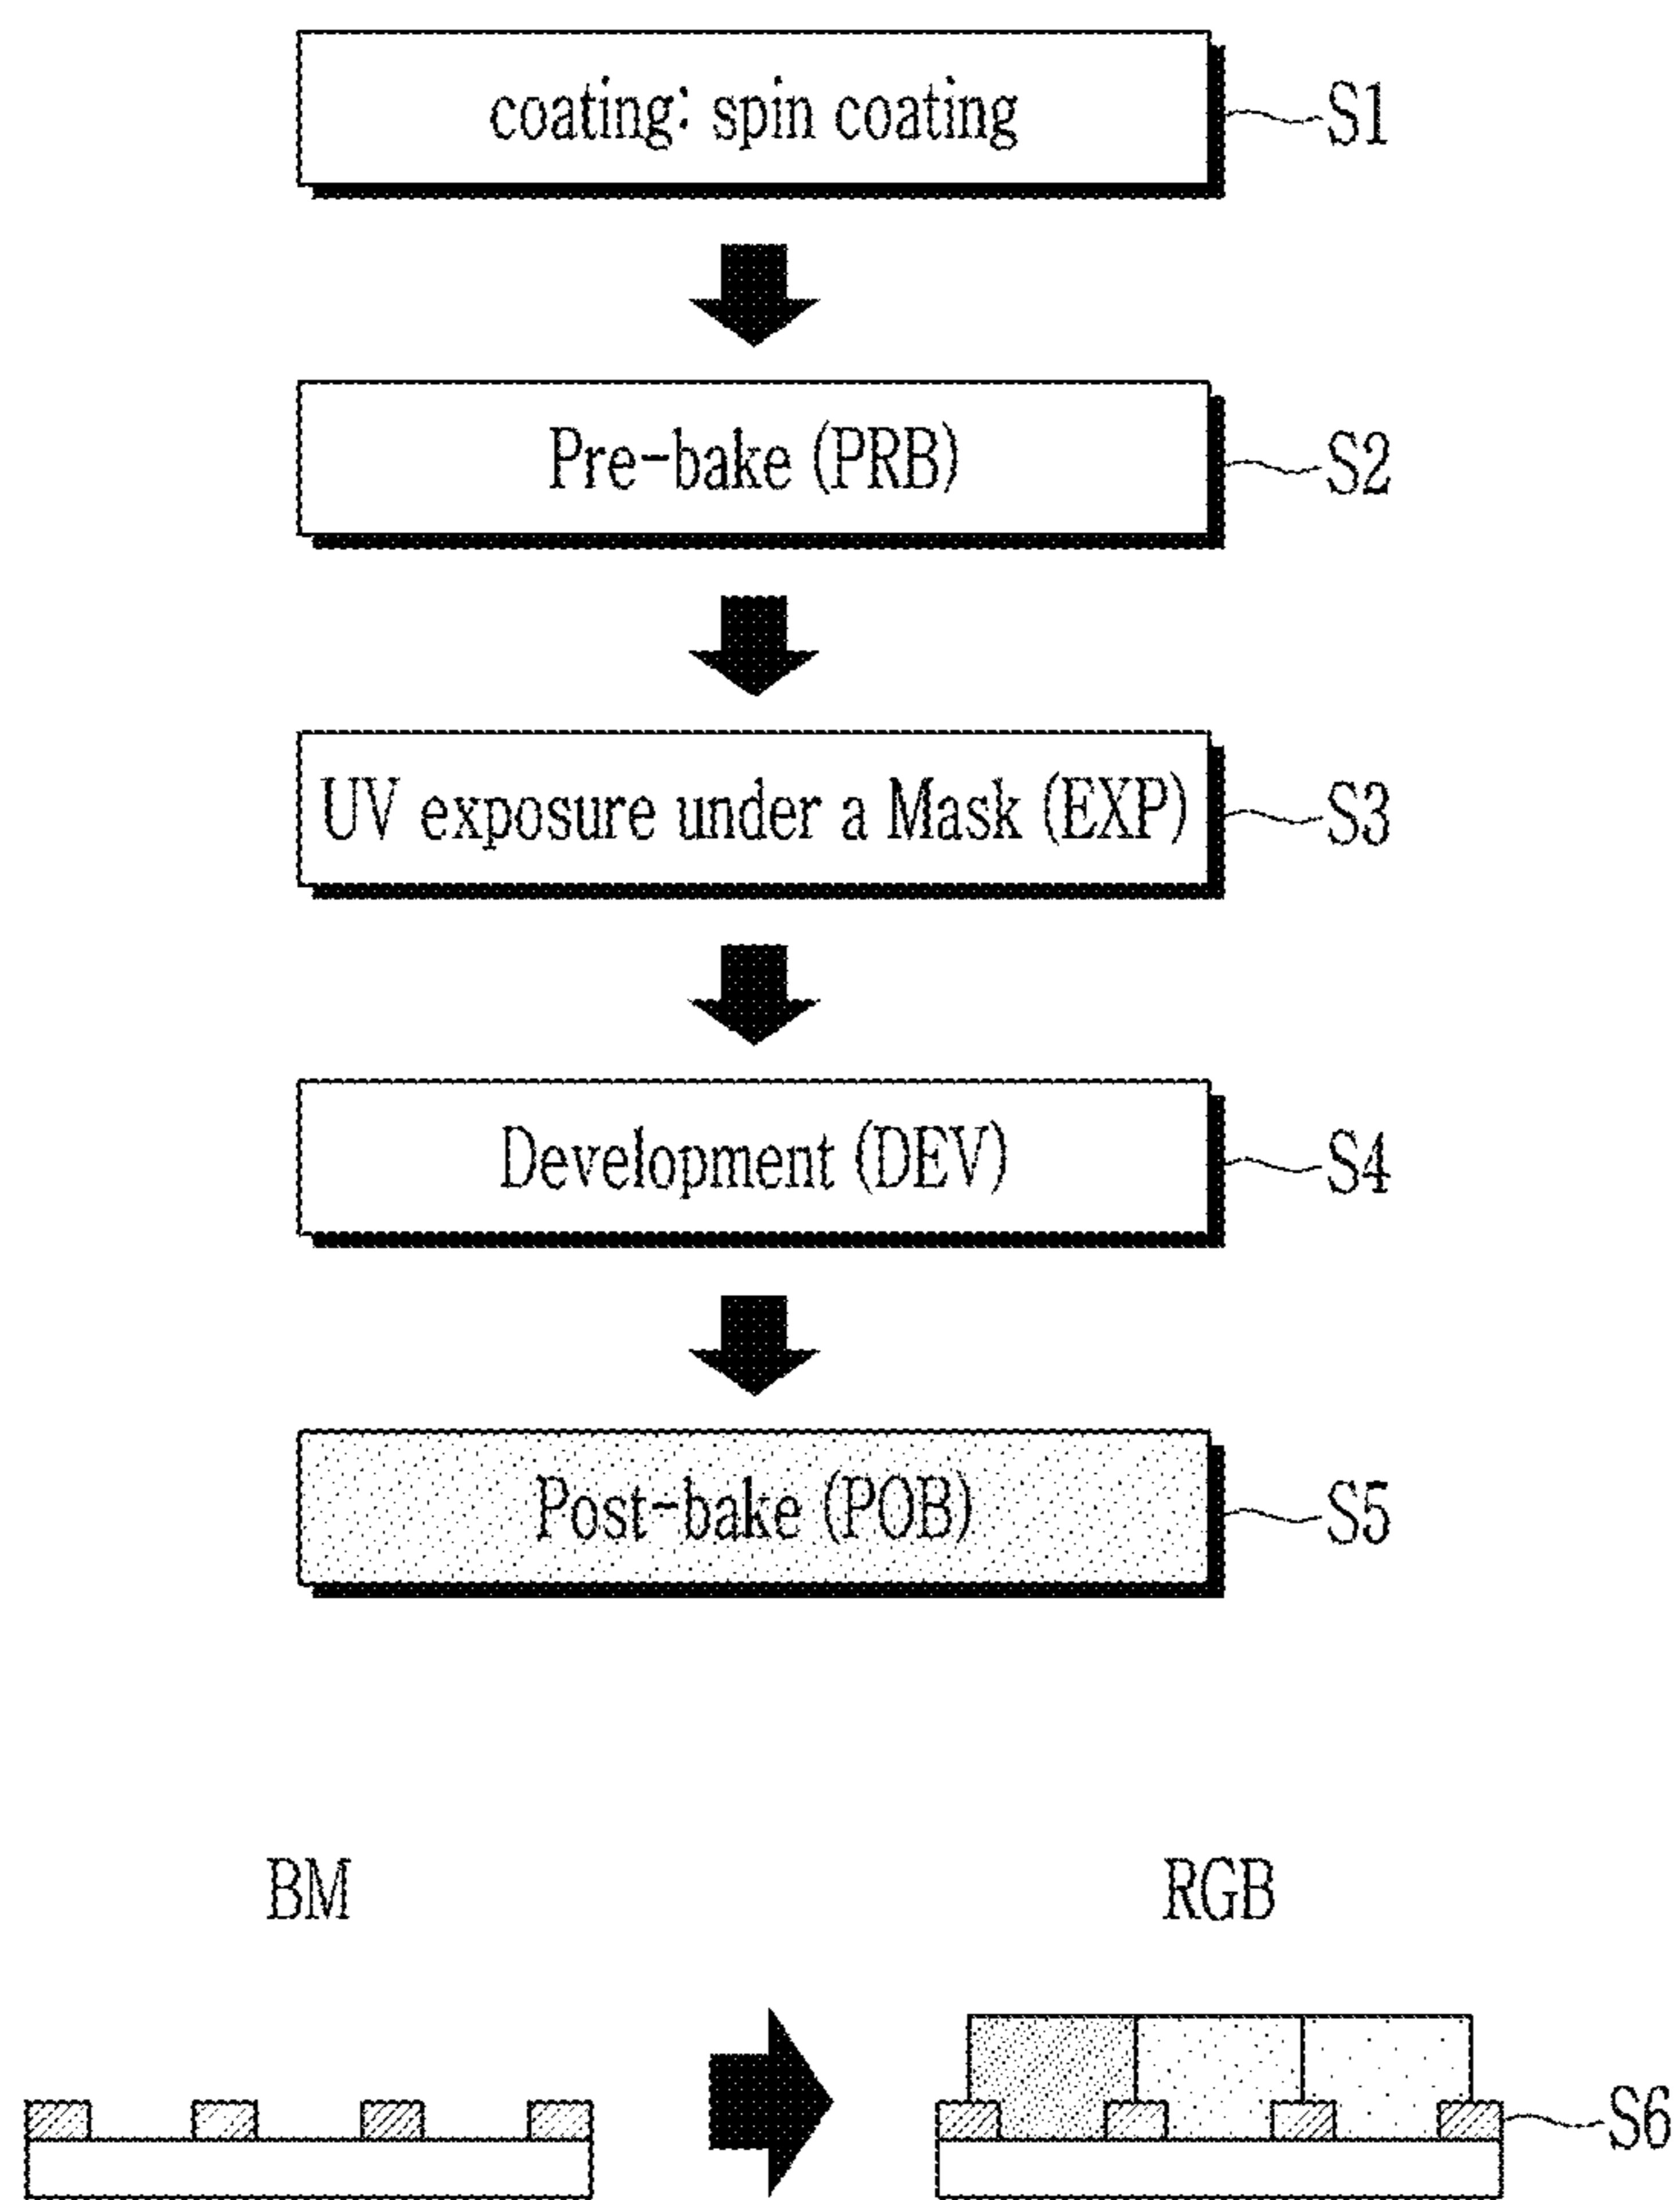 coating: spin coating S1
Pre-bake (PRB) S2
UV exposure under a Mask (EXP) S3
Development (DEV) S4
Post-bake (POB) S5
BM RGB
S6